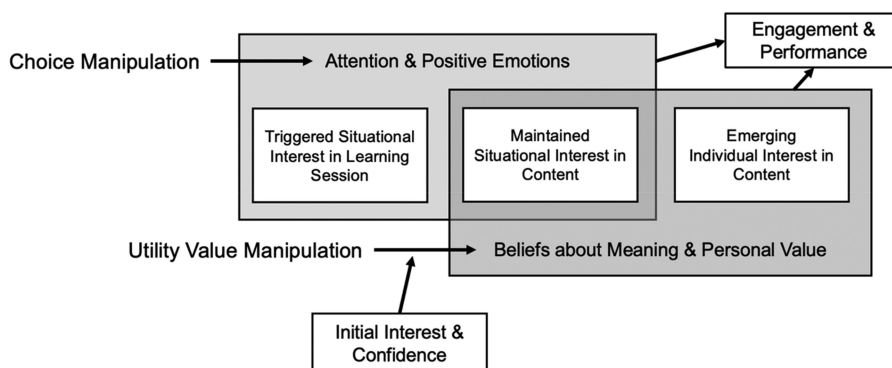 Engagement &
Performance
Choice Manipulation
Attention & Positive Emotions
Triggered Situational
Interest in Learning
Session
Maintained
Situational Interest in
Content
Emerging
Individual Interest in
Content
Utility Value Manipulation
Beliefs about Meaning & Personal Value
Initial Interest &
Confidence